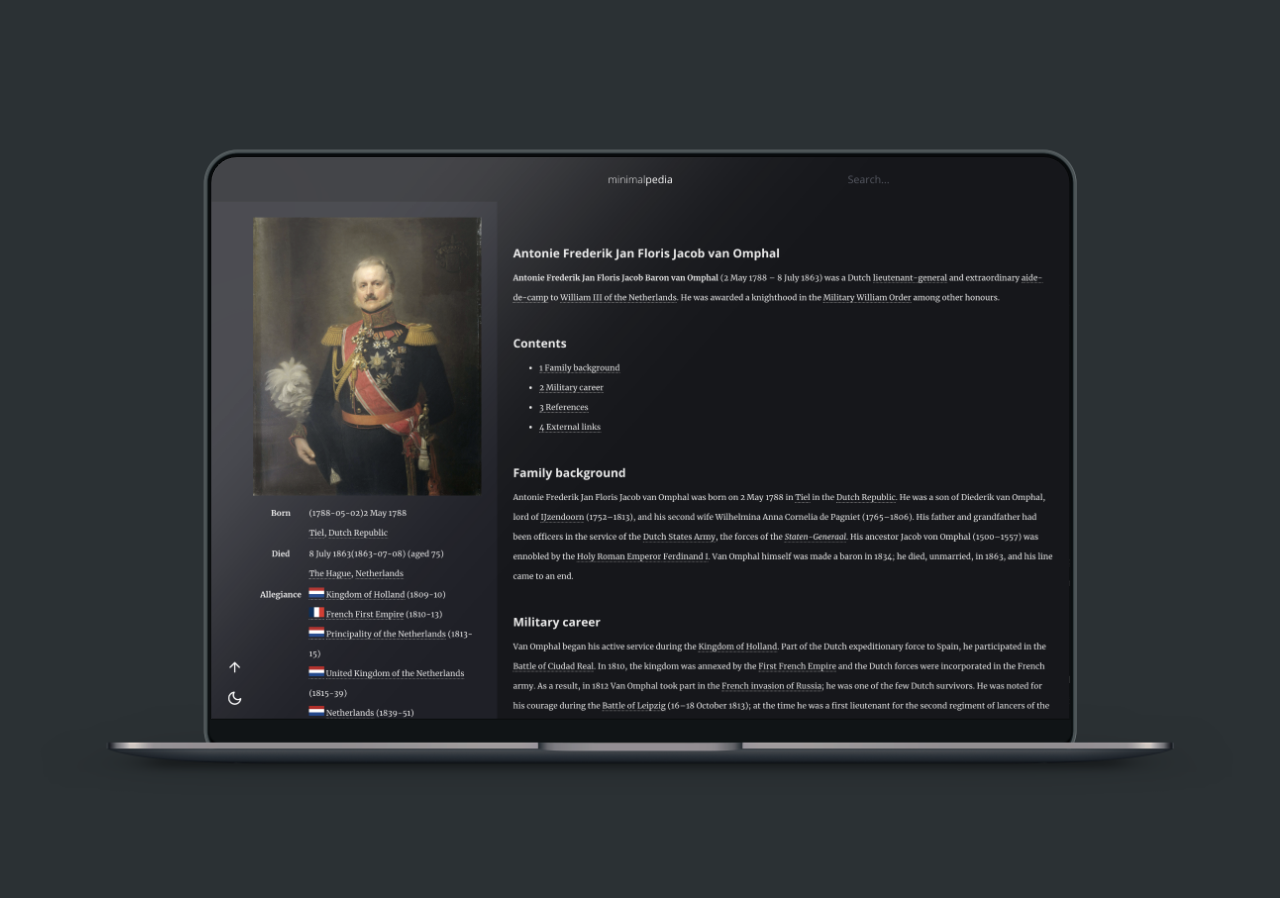 minimalpedia
Search...
Born (1788-05-02)2 May 1788
Tiel, Dutch Republic
Died 8 July 1863(1863-07-08) (aged 75)
The Hague, Netherlands
Allegiance Kingdom of Holland (1809-10)
French First Empire (1810-13)
Principality of the Netherlands (1813-
15)
United Kingdom of the Netherlands
(1815-39)
Netherlands (1839-51)
Antonie Frederik Jan Floris Jacob van Omphal
Antonie Frederik Jan Floris Jacob Baron van Omphal (2 May 1788 – 8 July 1863) was a Dutch lieutenant-general and extraordinary aide-
de-camp to William III of the Netherlands. He was awarded a knighthood in the Military William Order among other honours.
Contents
• 1 Family background
• 2 Military career
• 3 References
• 4 External links
Family background
Antonie Frederik Jan Floris Jacob van Omphal was born on 2 May 1788 in Tiel in the Dutch Republic. He was a son of Diederik van Omphal,
lord of IJzendoorn (1752–1813), and his second wife Wilhelmina Anna Cornelia de Pagniet (1765–1806). His father and grandfather had
been officers in the service of the Dutch States Army, the forces of the Staten-Generaal. His ancestor Jacob von Omphal (1500–1557) was
ennobled by the Holy Roman Emperor Ferdinand I. Van Omphal himself was made a baron in 1834; he died, unmarried, in 1863, and his line
came to an end.
Military career
Van Omphal began his active service during the Kingdom of Holland. Part of the Dutch expeditionary force to Spain, he participated in the
Battle of Ciudad Real. In 1810, the kingdom was annexed by the First French Empire and the Dutch forces were incorporated in the French
army. As a result, in 1812 Van Omphal took part in the French invasion of Russia; he was one of the few Dutch survivors. He was noted for
his courage during the Battle of Leipzig (16–18 October 1813); at the time he was a first lieutenant for the second regiment of lancers of the